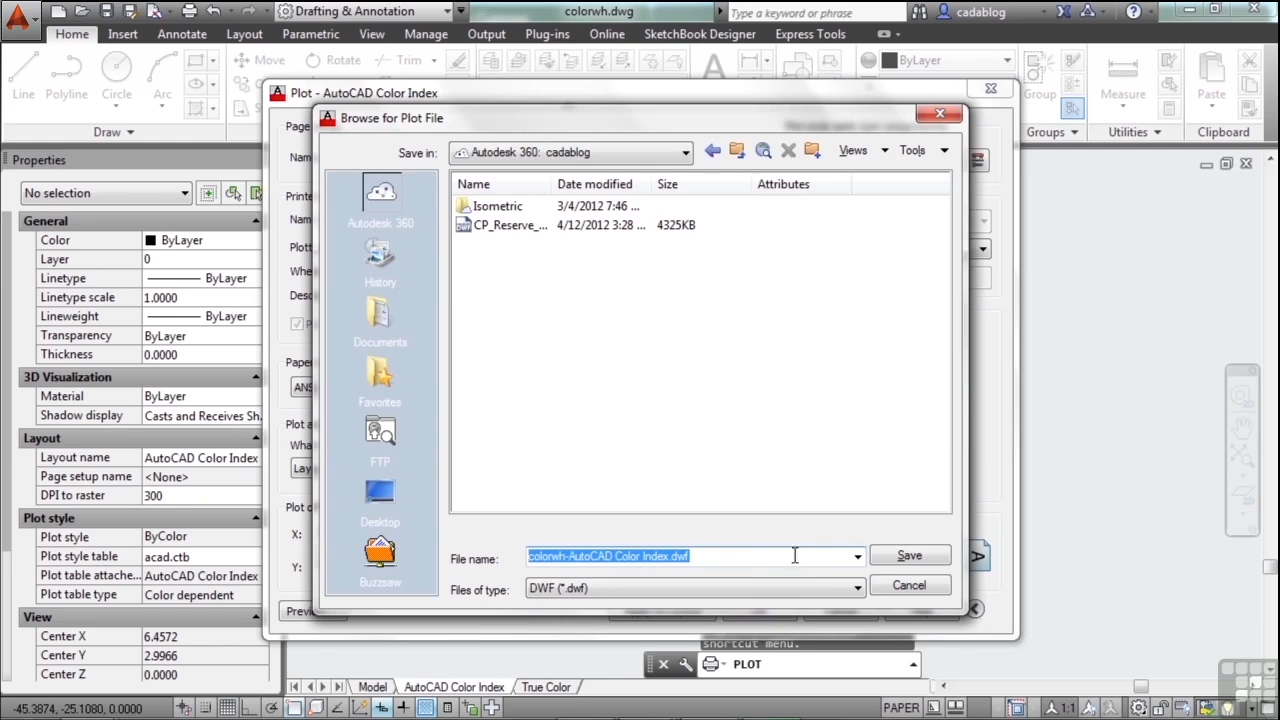 Drafting & Annotation
colorwh.dwg
Type a keyword or phrase
cadablog
Home Insert Annotate Layout Parametric View Manage Output Plug-ins Online SketchBook Designer Express Tools
Line Polyline Circle Arc
Move Rotate Trim
ByLayer
Group Measure Paste
Draw Groups Utilities Clipboard
Properties
No selection
General
Color ByLayer
Layer 0
Linetype ByLayer
Linetype scale 1.0000
Lineweight ByLayer
Transparency ByLayer
Thickness 0.0000
3D Visualization
Material ByLayer
Shadow display Casts and Receives Sh...
Layout
Layout name AutoCAD Color Index
Page setup name <None>
DPI to raster 300
Plot style
Plot style ByColor
Plot style table acad.ctb
Plot table attache... AutoCAD Color Index
Plot table type Color dependent
View
Center X 6.4572
Center Y 2.9966
Center Z 0.0000
Plot - AutoCAD Color Index
Browse for Plot File
Save in: Autodesk 360: cadablog
Views Tools
Name Date modified Size Attributes
Isometric 3/4/2012 7:46 ...
CP_Reserve_... 4/12/2012 3:28 ... 4325KB
Autodesk 360
History
Documents
Favorites
FTP
Desktop
Buzzsaw
File name: colorwh-AutoCAD Color Index.dwf
Save
Files of type: DWF (*.dwf)
Cancel
X:
Y:
shortcut menu.
PLOT
Model AutoCAD Color Index True Color
-45.3874, -25.1080, 0.0000
PAPER
1:1